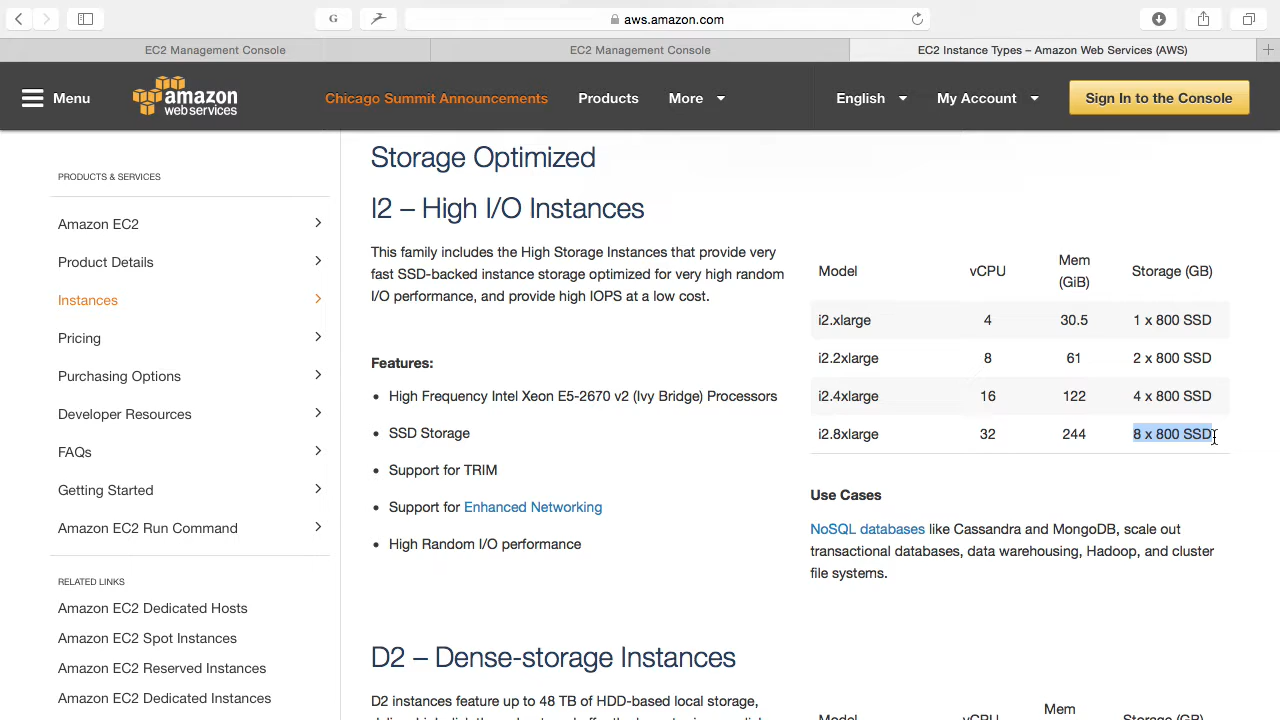 G
aws.amazon.com
EC2 Management Console
EC2 Management Console
EC2 Instance Types – Amazon Web Services (AWS)
Menu
amazon
web services
Chicago Summit Announcements
Products
More
English
My Account
Sign In to the Console
PRODUCTS & SERVICES
Amazon EC2
Product Details
Instances
Pricing
Purchasing Options
Developer Resources
FAQs
Getting Started
Amazon EC2 Run Command
RELATED LINKS
Amazon EC2 Dedicated Hosts
Amazon EC2 Spot Instances
Amazon EC2 Reserved Instances
Amazon EC2 Dedicated Instances
Storage Optimized
I2 – High I/O Instances
This family includes the High Storage Instances that provide very
fast SSD-backed instance storage optimized for very high random
I/O performance, and provide high IOPS at a low cost.
Features:
• High Frequency Intel Xeon E5-2670 v2 (Ivy Bridge) Processors
• SSD Storage
• Support for TRIM
• Support for Enhanced Networking
• High Random I/O performance
Model vCPU Mem (GiB) Storage (GB)
i2.xlarge 4 30.5 1 x 800 SSD
i2.2xlarge 8 61 2 x 800 SSD
i2.4xlarge 16 122 4 x 800 SSD
i2.8xlarge 32 244 8 x 800 SSD
Use Cases
NoSQL databases like Cassandra and MongoDB, scale out
transactional databases, data warehousing, Hadoop, and cluster
file systems.
D2 – Dense-storage Instances
D2 instances feature up to 48 TB of HDD-based local storage,
Mem
Model vCPU Storage (GB)